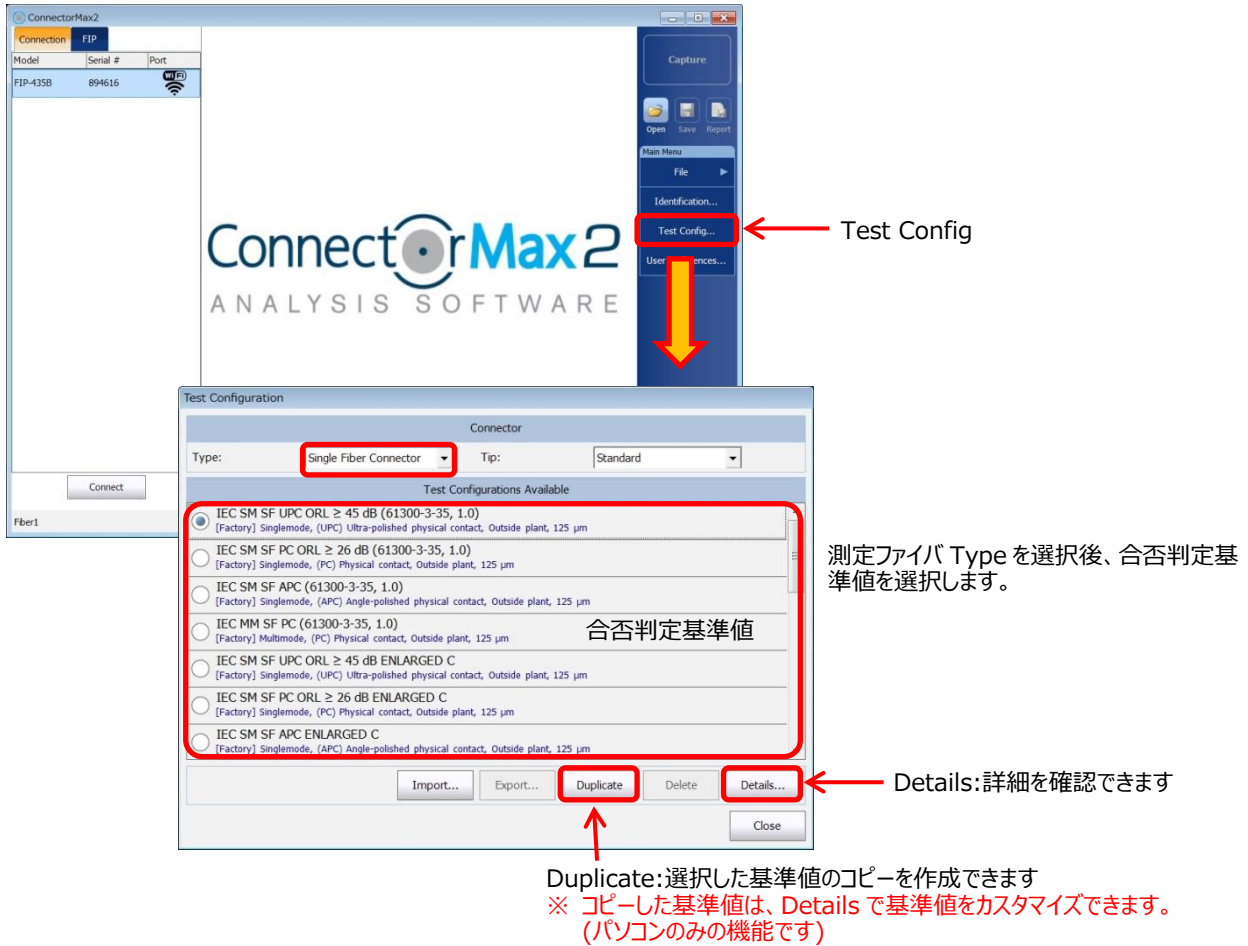 ConnectorMax2
Connection FIP
Model Serial # Port
FIP-435B 894616 WiFi
Capture
Open Save Report
Main Menu
File
Identification...
Test Config...
Test Config
ConnectorMax2
ANALYSIS SOFTWARE
Connect
Fiber1
Test Configuration
Connector
Type: Single Fiber Connector Tip: Standard
Test Configurations Available
IEC SM SF UPC ORL ≥ 45 dB (61300-3-35, 1.0)
[Factory] Singlemode, (UPC) Ultra-polished physical contact, Outside plant, 125 µm
IEC SM SF PC ORL ≥ 26 dB (61300-3-35, 1.0)
[Factory] Singlemode, (PC) Physical contact, Outside plant, 125 µm
IEC SM SF APC (61300-3-35, 1.0)
[Factory] Singlemode, (APC) Angle-polished physical contact, Outside plant, 125 µm
IEC MM SF PC (61300-3-35, 1.0)
[Factory] Multimode, (PC) Physical contact, Outside plant, 125 µm
合否判定基準値
IEC SM SF UPC ORL ≥ 45 dB ENLARGED C
[Factory] Singlemode, (UPC) Ultra-polished physical contact, Outside plant, 125 µm
IEC SM SF PC ORL ≥ 26 dB ENLARGED C
[Factory] Singlemode, (PC) Physical contact, Outside plant, 125 µm
IEC SM SF APC ENLARGED C
[Factory] Singlemode, (APC) Angle-polished physical contact, Outside plant, 125 µm
測定ファイバ Type を選択後、合否判定基
準値を選択します。
Import... Export... Duplicate Delete Details...
Details:詳細を確認できます
Close
Duplicate:選択した基準値のコピーを作成できます
※ コピーした基準値は、Details で基準値をカスタマイズできます。
(パソコンのみの機能です)